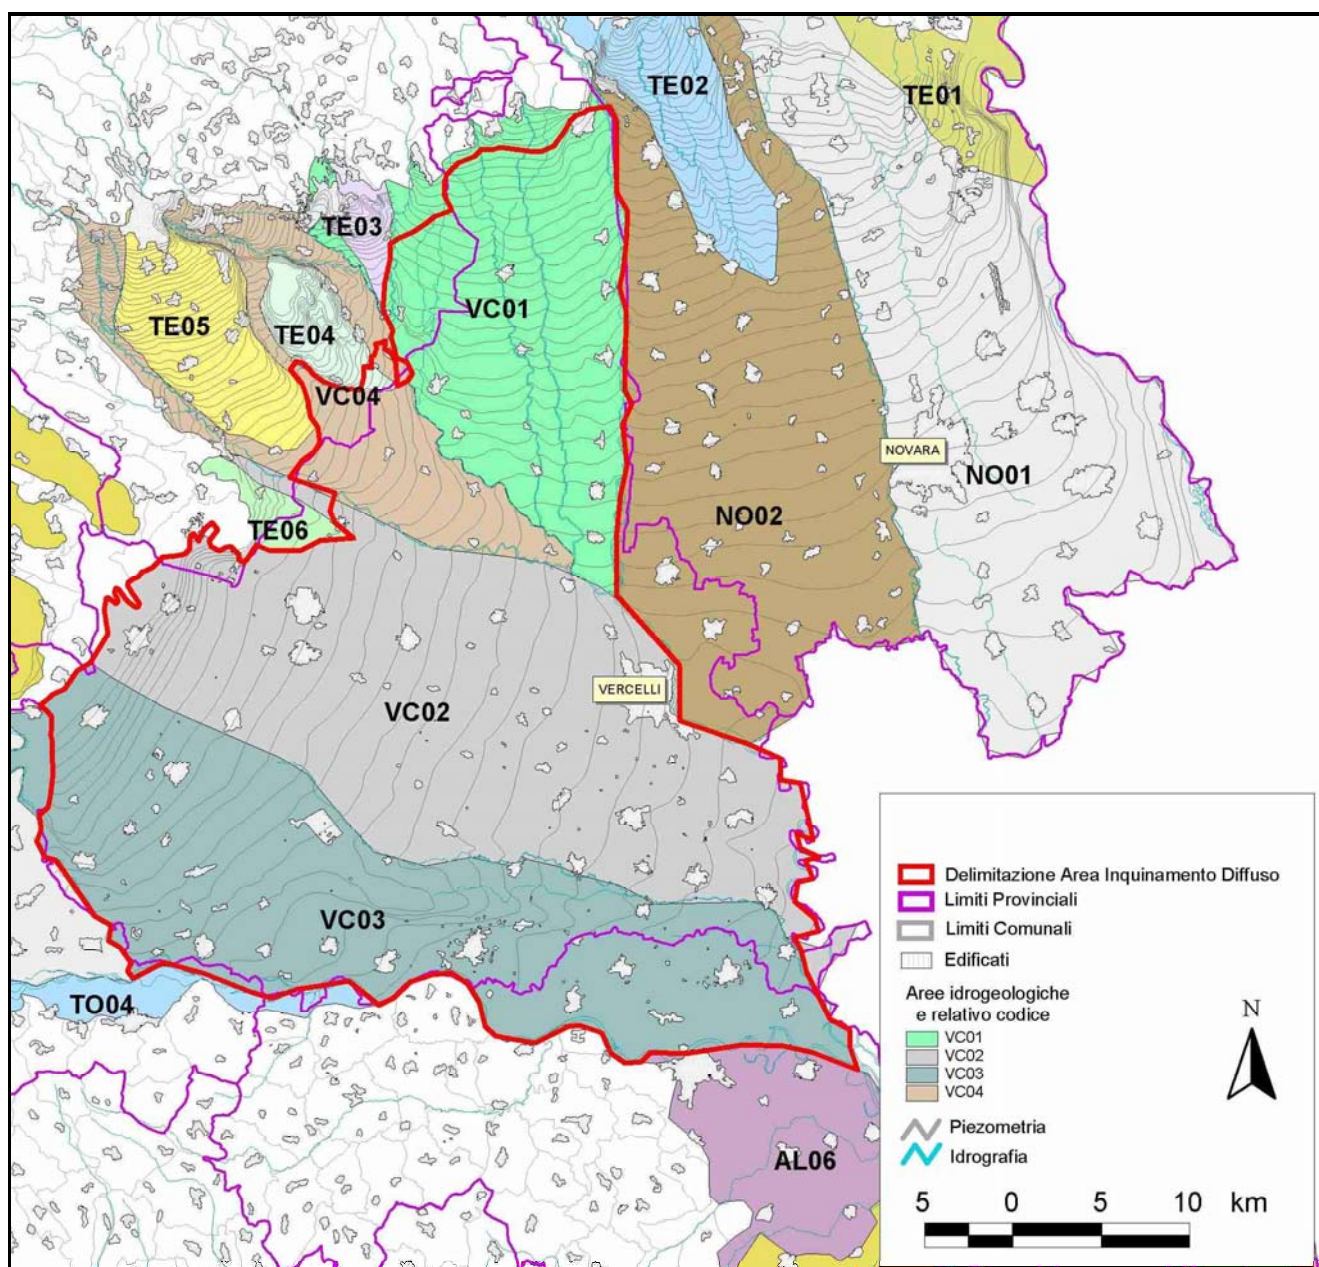 TE02
TE01
TE03
VC01
TE05
TE04
VC04
NOVARA
NO01
NO02
TE06
VERCELLI
VC02
VC03
TO04
AL06
Delimitazione Area Inquinamento Diffuso
Limiti Provinciali
Limiti Comunali
Edificati
Aree idrogeologiche
e relativo codice
VC01
VC02
VC03
VC04
Piezometria
Idrografia
N
5 0 5 10 km